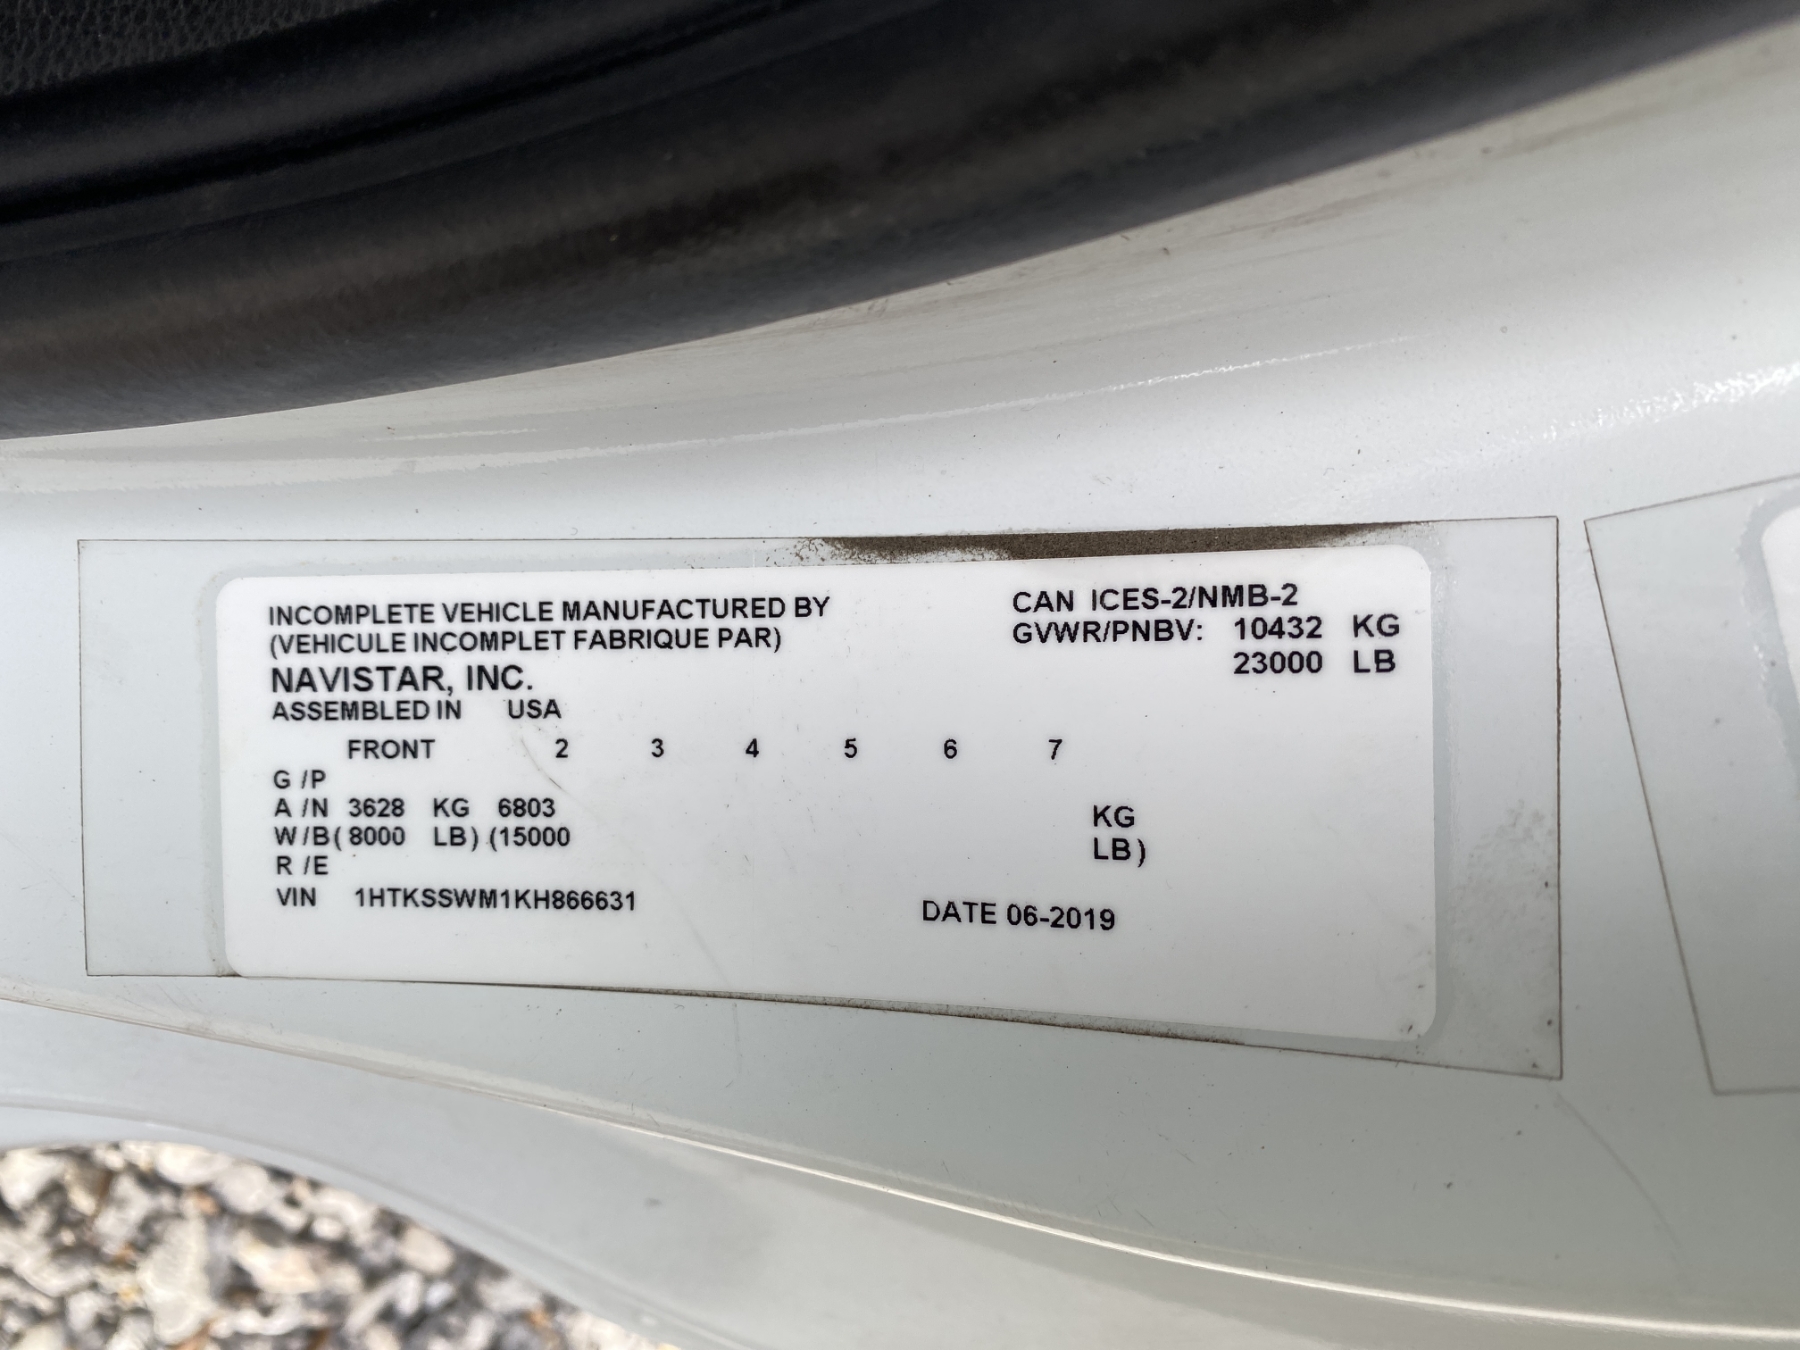 INCOMPLETE VEHICLE MANUFACTURED BY
(VEHICULE INCOMPLET FABRIQUE PAR)
NAVISTAR, INC.
ASSEMBLED IN USA
CAN ICES-2/NMB-2
GVWR/PNBV: 10432 KG
23000 LB
FRONT 2 3 4 5 6 7
G /P
A /N 3628 KG 6803 KG
W /B ( 8000 LB) (15000 LB )
R /E
VIN 1HTKSSWM1KH866631
DATE 06-2019